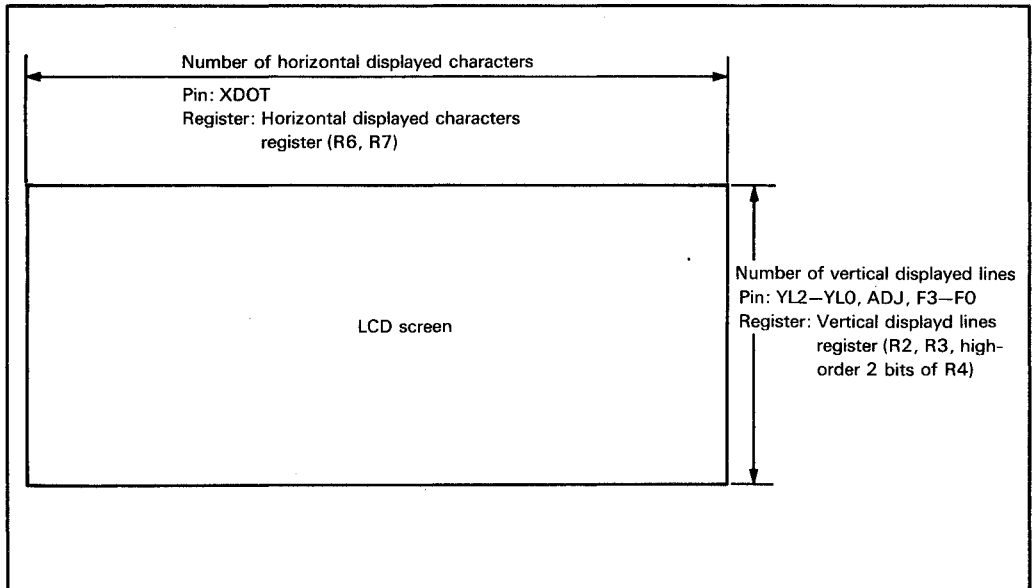 Number of horizontal displayed characters
Pin: XDOT
Register: Horizontal displayed characters
register (R6, R7)
Number of vertical displayed lines
Pin: YL2–YL0, ADJ, F3–F0
Register: Vertical displayd lines
register (R2, R3, high-
order 2 bits of R4)
LCD screen